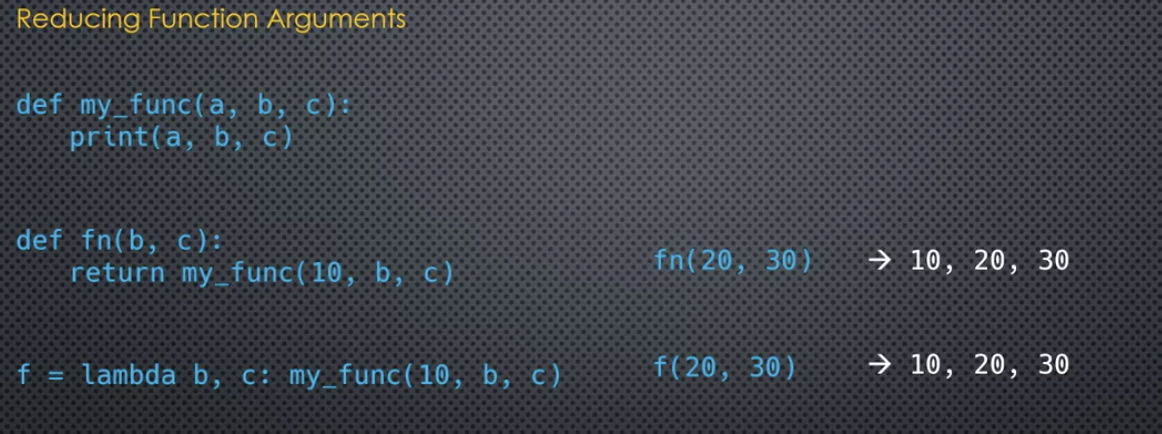 Reducing Function Arguments
def my_func(a, b, c):
print(a, b, c)
def fn(b, c):
return my_func(10, b, c)
fn(20, 30) → 10, 20, 30
f = lambda b, c: my_func(10, b, c)
f(20, 30) → 10, 20, 30